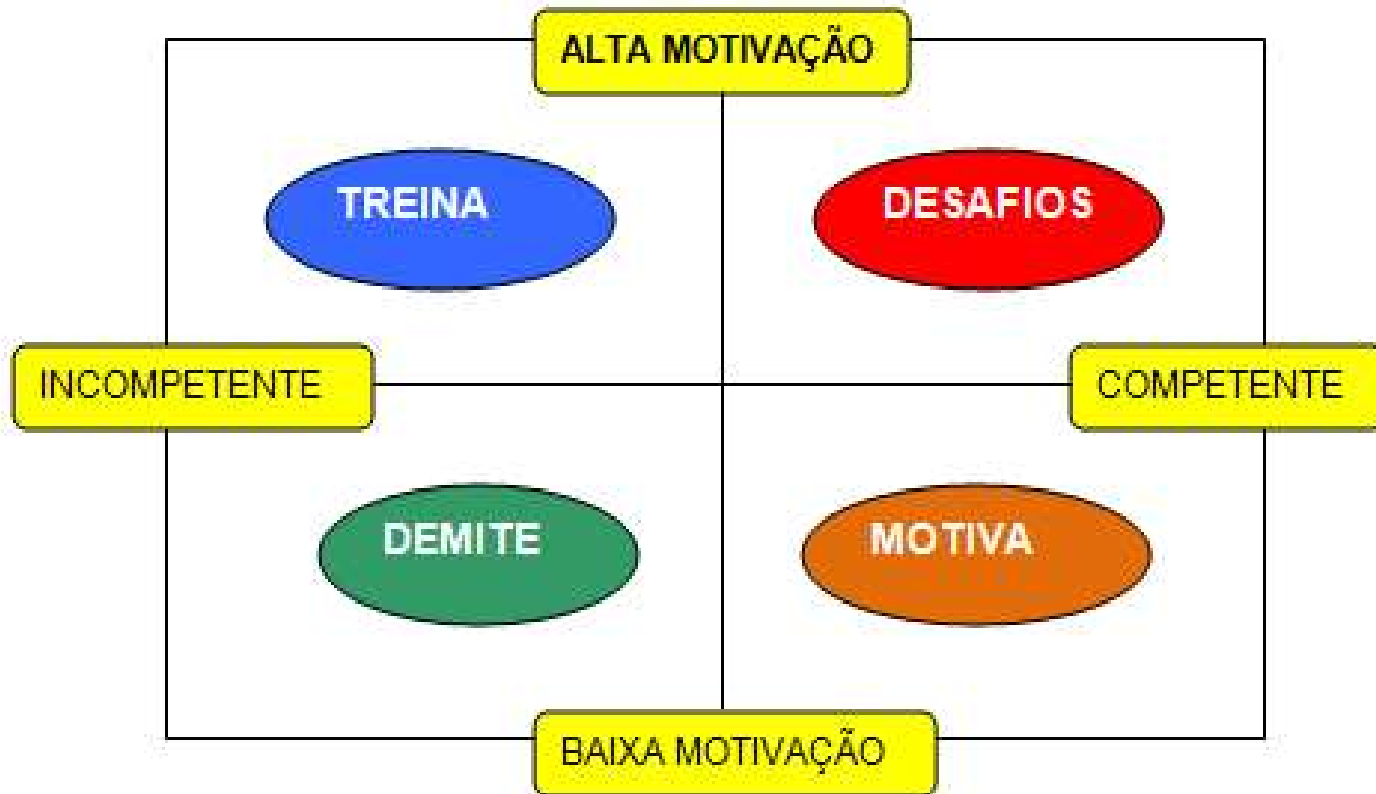 ALTA MOTIVAÇÃO
TREINA
DESAFIOS
INCOMPETENTE
COMPETENTE
DEMITE
MOTIVA
BAIXA MOTIVAÇÃO